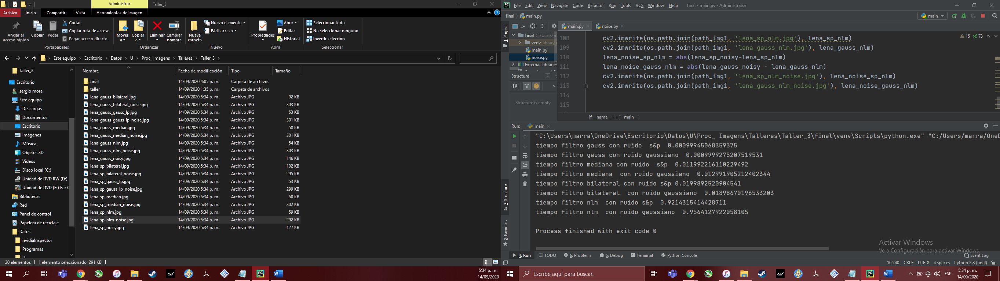 Administrar
Taller_3
Archivo Inicio Compartir Vista Herramientas de imagen
Anclar al acceso rápido
Copiar
Pegar
Cortar
Copiar ruta de acceso
Pegar acceso directo
Portapapeles
Mover a
Copiar a
Eliminar
Cambiar nombre
Organizar
Nueva carpeta
Nuevo elemento
Fácil acceso
Nuevo
Propiedades
Abrir
Editar
Historial
Abrir
Seleccionar todo
No seleccionar ninguno
Invertir selección
Seleccionar
Este equipo > Escritorio > Datos > U > Proc_ Imagens > Talleres > Taller_3 >
Taller_3
Escritorio
sergio mora
Este equipo
Descargas
Documentos
Escritorio
Imágenes
Música
Objetos 3D
Videos
Disco local (C:)
Unidad de DVD RW (D:)
Unidad de DVD (F:) Far C
Bibliotecas
Red
Panel de control
Papelera de reciclaje
Datos
nvidiaInspector
Programas
U
Nombre Fecha de modificación Tipo Tamaño
final 14/09/2020 4:05 p. m. Carpeta de archivos
taller 14/09/2020 1:35 p. m. Carpeta de archivos
lena_gauss_bilateral.jpg 14/09/2020 5:34 p. m. Archivo JPG 92 KB
lena_gauss_bilateral_noise.jpg 14/09/2020 5:34 p. m. Archivo JPG 303 KB
lena_gauss_gauss_lp.jpg 14/09/2020 5:34 p. m. Archivo JPG 53 KB
lena_gauss_gauss_lp_noise.jpg 14/09/2020 5:34 p. m. Archivo JPG 301 KB
lena_gauss_median.jpg 14/09/2020 5:34 p. m. Archivo JPG 58 KB
lena_gauss_median_noise.jpg 14/09/2020 5:34 p. m. Archivo JPG 301 KB
lena_gauss_nlm.jpg 14/09/2020 5:34 p. m. Archivo JPG 54 KB
lena_gauss_nlm_noise.jpg 14/09/2020 5:34 p. m. Archivo JPG 303 KB
lena_gauss_noisy.jpg 14/09/2020 5:34 p. m. Archivo JPG 146 KB
lena_sp_bilateral.jpg 14/09/2020 5:34 p. m. Archivo JPG 102 KB
lena_sp_bilateral_noise.jpg 14/09/2020 5:34 p. m. Archivo JPG 295 KB
lena_sp_gauss_lp.jpg 14/09/2020 5:34 p. m. Archivo JPG 53 KB
lena_sp_gauss_lp_noise.jpg 14/09/2020 5:34 p. m. Archivo JPG 299 KB
lena_sp_median.jpg 14/09/2020 5:34 p. m. Archivo JPG 50 KB
lena_sp_median_noise.jpg 14/09/2020 5:34 p. m. Archivo JPG 302 KB
lena_sp_nlm.jpg 14/09/2020 5:34 p. m. Archivo JPG 59 KB
lena_sp_nlm_noise.jpg 14/09/2020 5:34 p. m. Archivo JPG 292 KB
lena_sp_noisy.jpg 14/09/2020 5:34 p. m. Archivo JPG 127 KB
20 elementos 1 elemento seleccionado 291 KB
5:34 p. m.
14/09/2020
File Edit View Navigate Code Refactor Run Tools VCS Window Help final - main.py - Administrator
final main.py main
1: Project
main.py noise.py
final C:\Users\m
venv library r
main.py
noise.py
External Libraries
Structure
Structure is empty
15 73
108 cv2.imwrite(os.path.join(path_img1, 'lena_sp_nlm.jpg'), lena_sp_nlm)
109 cv2.imwrite(os.path.join(path_img1, 'lena_gauss_nlm.jpg'), lena_gauss_nlm)
110 lena_noise_sp_nlm = abs(lena_sp_noisy-lena_sp_nlm)
111 lena_noise_gauss_nlm = abs(lena_gauss_noisy - lena_gauss_nlm)
112 cv2.imwrite(os.path.join(path_img1, 'lena_sp_nlm_noise.jpg'), lena_noise_sp_nlm)
113 cv2.imwrite(os.path.join(path_img1, 'lena_gauss_nlm_noise.jpg'), lena_noise_gauss_nlm)
114
115
if __name__ == '__main__'
Run: main
"C:\Users\marra\OneDrive\Escritorio\Datos\U\Proc_ Imagens\Talleres\Taller_3\final\venv\Scripts\python.exe" "C:/Users/marra/OneD
tiempo filtro gauss con ruido  s&p  0.00099945068359375
tiempo filtro gauss con ruido gaussiano  0.0009999275207519531
tiempo filtro mediana con ruido  s&p  0.011992216110229492
tiempo filtro mediana  con ruido gaussiano  0.012991905212402344
tiempo filtro bilateral con ruido s&p 0.0199892520904541
tiempo filtro bilateral  con ruido gaussiano  0.01898670196533203
tiempo filtro nlm  con ruido s&p  0.9214315414428711
tiempo filtro nlm  con ruido gaussiano  0.9564127922058105
Process finished with exit code 0
7: Structure
2: Favorites
Activar Windows
Ve a Configuración para activar Windows.
4: Run TODO 6: Problems 5: Debug Terminal Python Console Event Log
105:40 CRLF UTF-8 4 spaces Python 3.8 (final)
Escribe aquí para buscar.
ESP
5:34 p. m.
14/09/2020